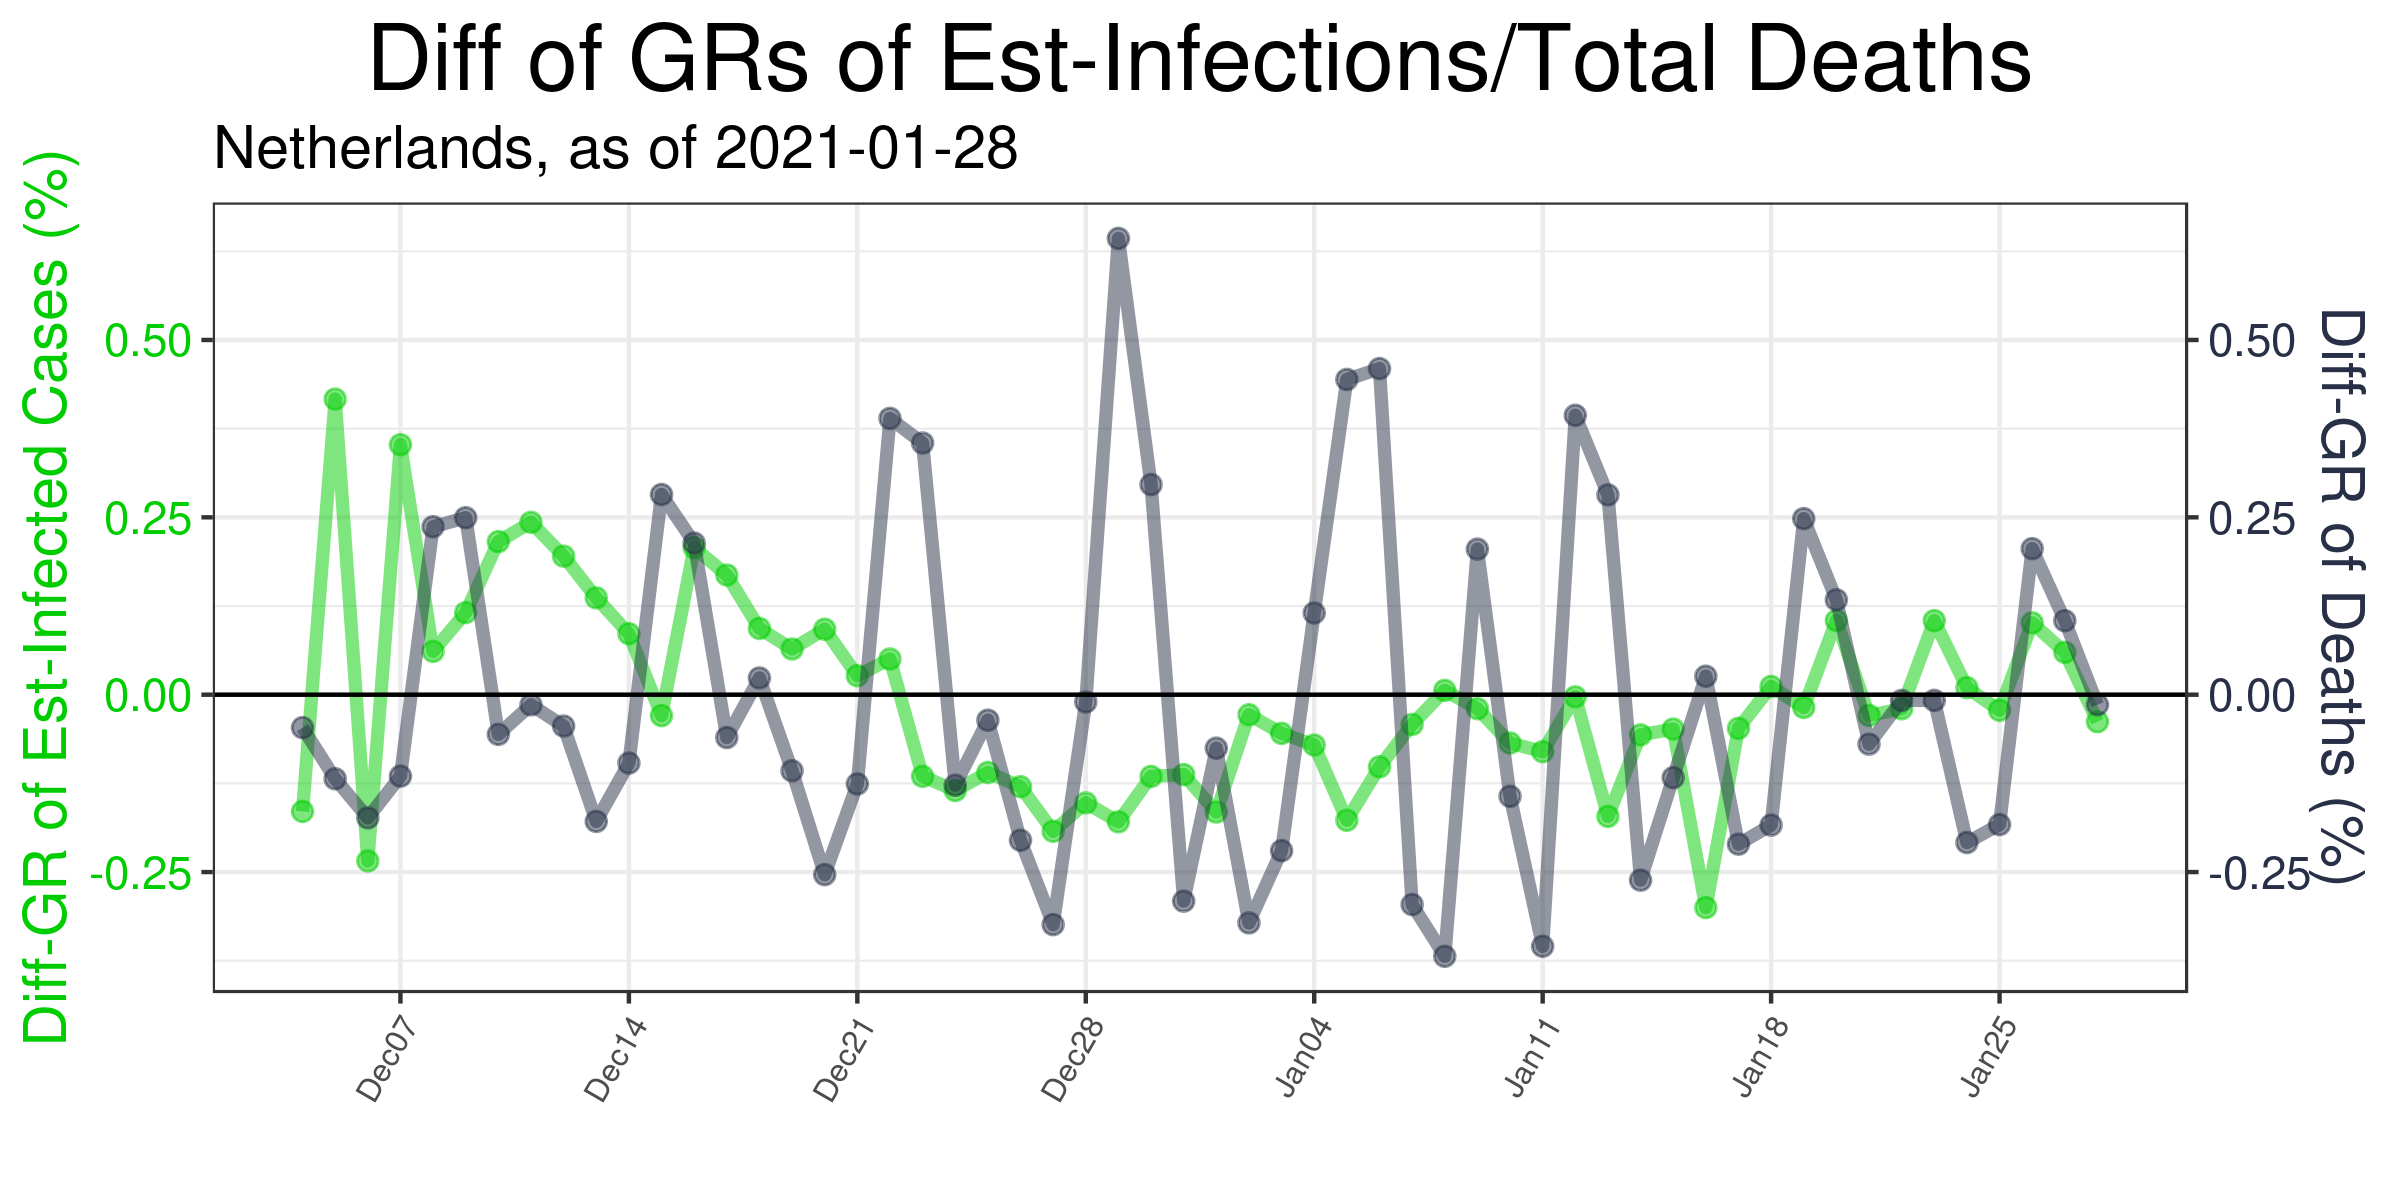 Diff of GRs of Est-Infections/Total Deaths
Netherlands, as of 2021-01-28
Diff-GR of Est-Infected Cases (%)
0.50
0.25
0.00
-0.25
0.50
0.25
0.00
-0.25
Diff-GR of Deaths (%)
Dec07
Dec14
Dec21
Dec28
Jan04
Jan11
Jan18
Jan25